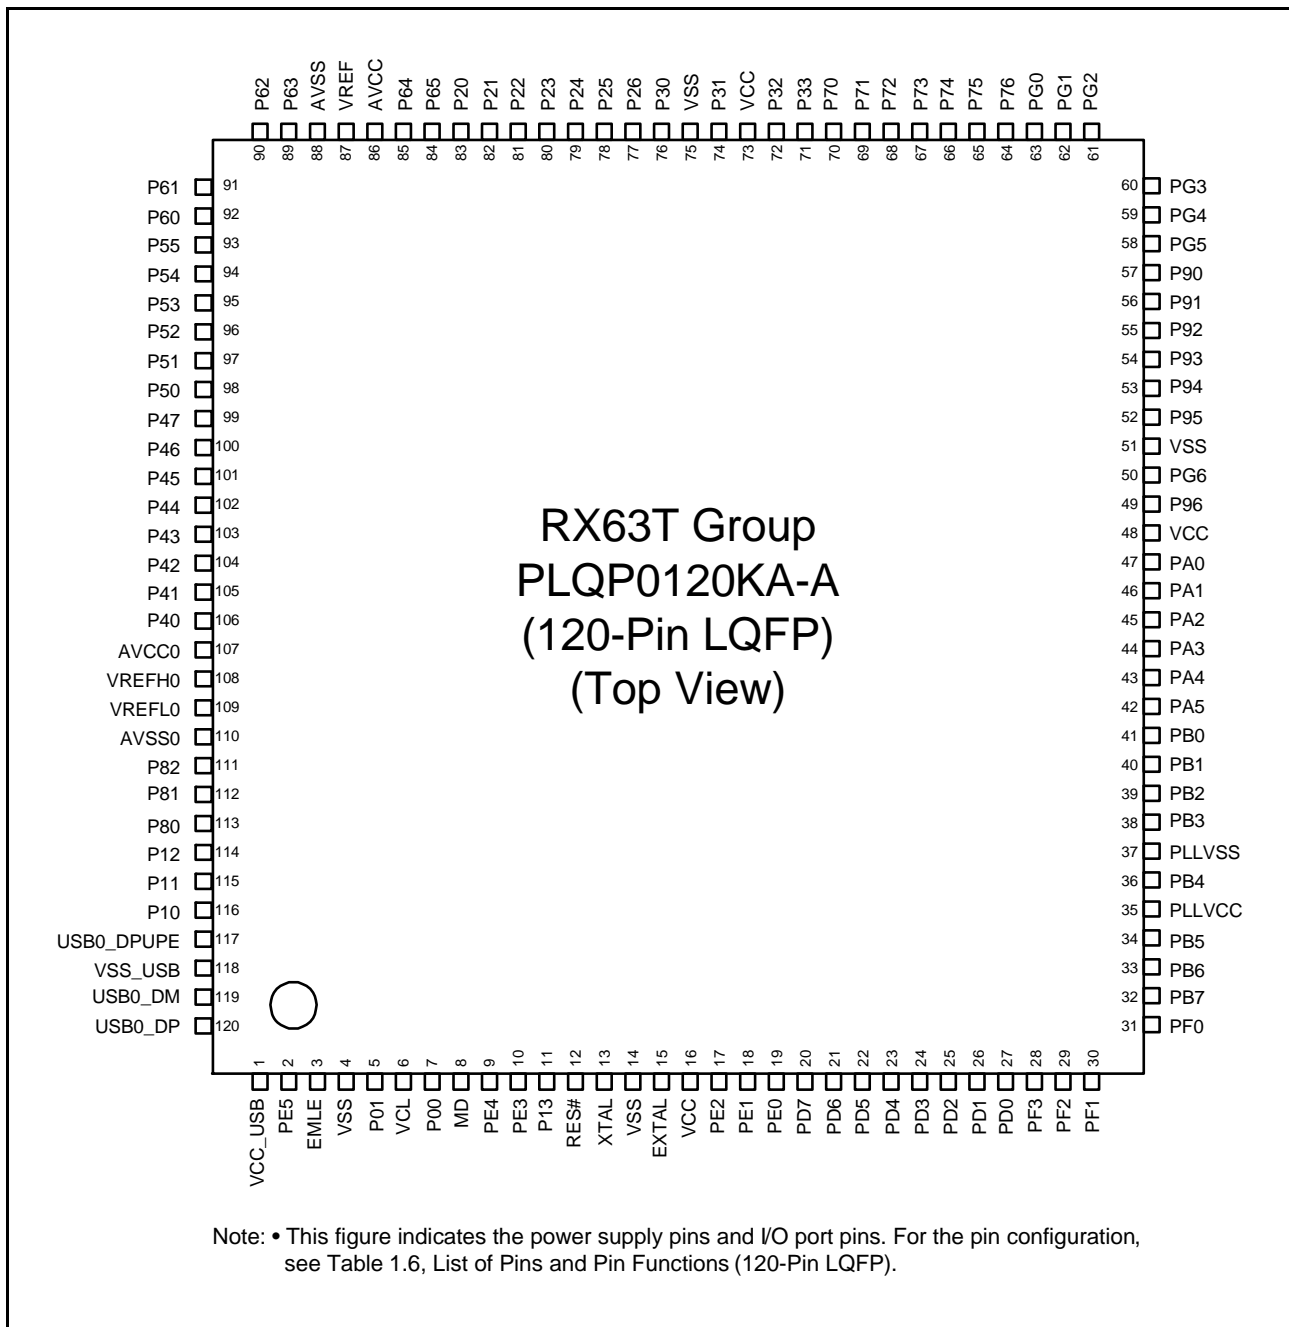 P62 P63 AVSS VREF AVCC P64 P65 P20 P21 P22 P23 P24 P25 P26 P30 VSS P31 VCC P32 P33 P70 P71 P72 P73 P74 P75 P76 PG0 PG1 PG2
90 89 88 87 86 85 84 83 82 81 80 79 78 77 76 75 74 73 72 71 70 69 68 67 66 65 64 63 62 61
P61 91 60 PG3
P60 92 59 PG4
P55 93 58 PG5
P54 94 57 P90
P53 95 56 P91
P52 96 55 P92
P51 97 54 P93
P50 98 53 P94
P47 99 52 P95
P46 100 51 VSS
P45 101 50 PG6
P44 102 49 P96
P43 103 48 VCC
P42 104 47 PA0
P41 105 46 PA1
P40 106 45 PA2
AVCC0 107 44 PA3
VREFH0 108 43 PA4
VREFL0 109 42 PA5
AVSS0 110 41 PB0
P82 111 40 PB1
P81 112 39 PB2
P80 113 38 PB3
P12 114 37 PLLVSS
P11 115 36 PB4
P10 116 35 PLLVCC
USB0_DPUPE 117 34 PB5
VSS_USB 118 33 PB6
USB0_DM 119 32 PB7
USB0_DP 120 31 PF0
RX63T Group
PLQP0120KA-A
(120-Pin LQFP)
(Top View)
1 2 3 4 5 6 7 8 9 10 11 12 13 14 15 16 17 18 19 20 21 22 23 24 25 26 27 28 29 30
VCC_USB PE5 EMLE VSS P01 VCL P00 MD PE4 PE3 P13 RES# XTAL VSS EXTAL VCC PE2 PE1 PE0 PD7 PD6 PD5 PD4 PD3 PD2 PD1 PD0 PF3 PF2 PF1
Note: • This figure indicates the power supply pins and I/O port pins. For the pin configuration,
see Table 1.6, List of Pins and Pin Functions (120-Pin LQFP).